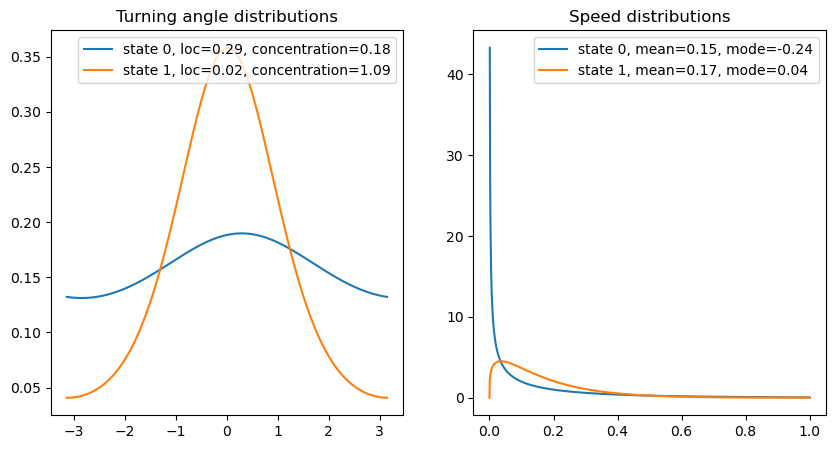 Turning angle distributions
state 0, loc=0.29, concentration=0.18
state 1, loc=0.02, concentration=1.09
0.35
0.30
0.25
0.20
0.15
0.10
0.05
−3 −2 −1 0 1 2 3
Speed distributions
state 0, mean=0.15, mode=-0.24
state 1, mean=0.17, mode=0.04
40
30
20
10
0
0.0 0.2 0.4 0.6 0.8 1.0